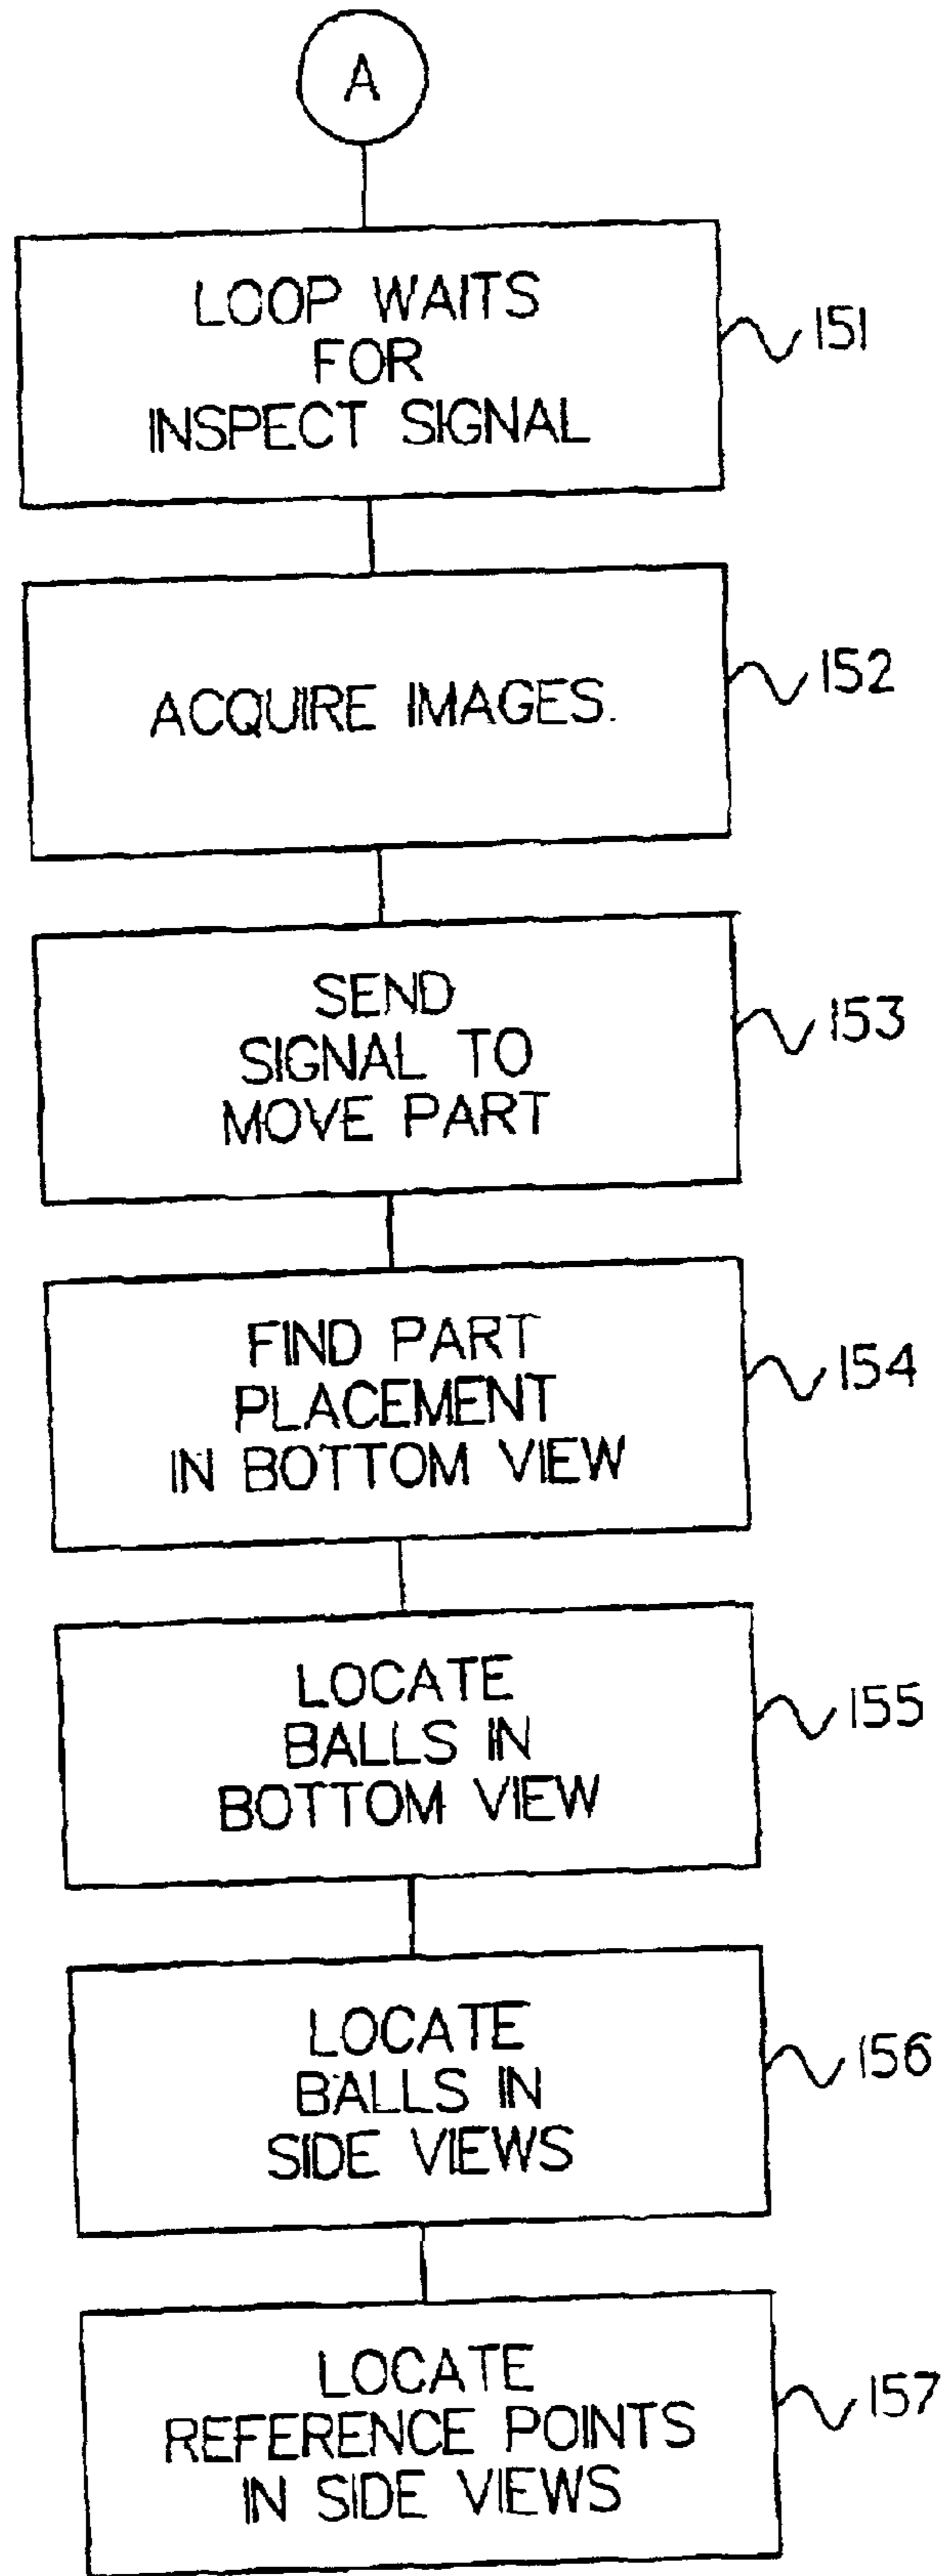 A
LOOP WAITS
FOR
INSPECT SIGNAL
151
ACQUIRE IMAGES.
152
SEND
SIGNAL TO
MOVE PART
153
FIND PART
PLACEMENT
IN BOTTOM VIEW
154
LOCATE
BALLS IN
BOTTOM VIEW
155
LOCATE
BALLS IN
SIDE VIEWS
156
LOCATE
REFERENCE POINTS
IN SIDE VIEWS
157